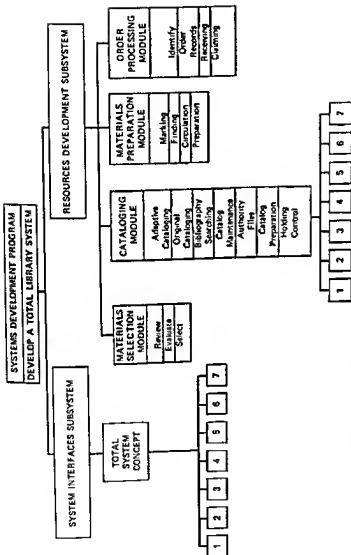 SYSTEMS DEVELOPMENT PROGRAM
DEVELOP A TOTAL LIBRARY SYSTEM
SYSTEM INTERFACES SUBSYSTEM
RESOURCES DEVELOPMENT SUBSYSTEM
TOTAL
SYSTEM
CONCEPT
MATERIALS
SELECTION
MODULE
Review
Evaluate
Select
CATALOGING MODULE
Adaptive
Cataloging
Original
Cataloging
Bibliography
Searching
Catalog
Maintenance
Authority
Files
Catalog
Preparation
Holding
Control
MATERIALS
PREPARATION
MODULE
Marking
Finding
Circulation
Preparation
ORDER
PROCESSING
MODULE
Identify
Order
Records
Receiving
Claiming
1 2 3 4 5 6 7
1 2 3 4 5 6 7